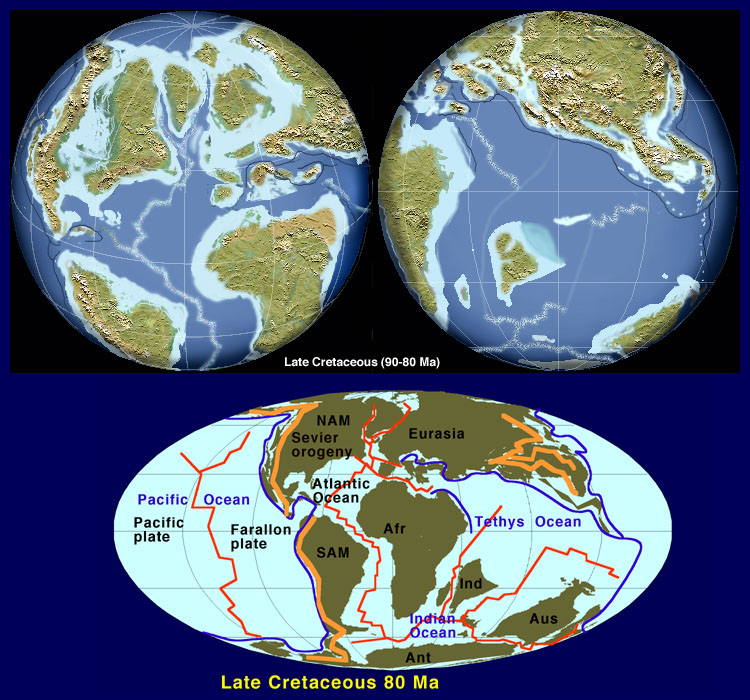 Late Cretaceous (90-80 Ma)
NAM
Sevier
orogeny
Eurasia
Atlantic
Ocean
Pacific Ocean
Pacific
plate
Farallon
plate
Afr
Tethys Ocean
SAM
Ind
Indian
Ocean
Aus
Ant
Late Cretaceous 80 Ma